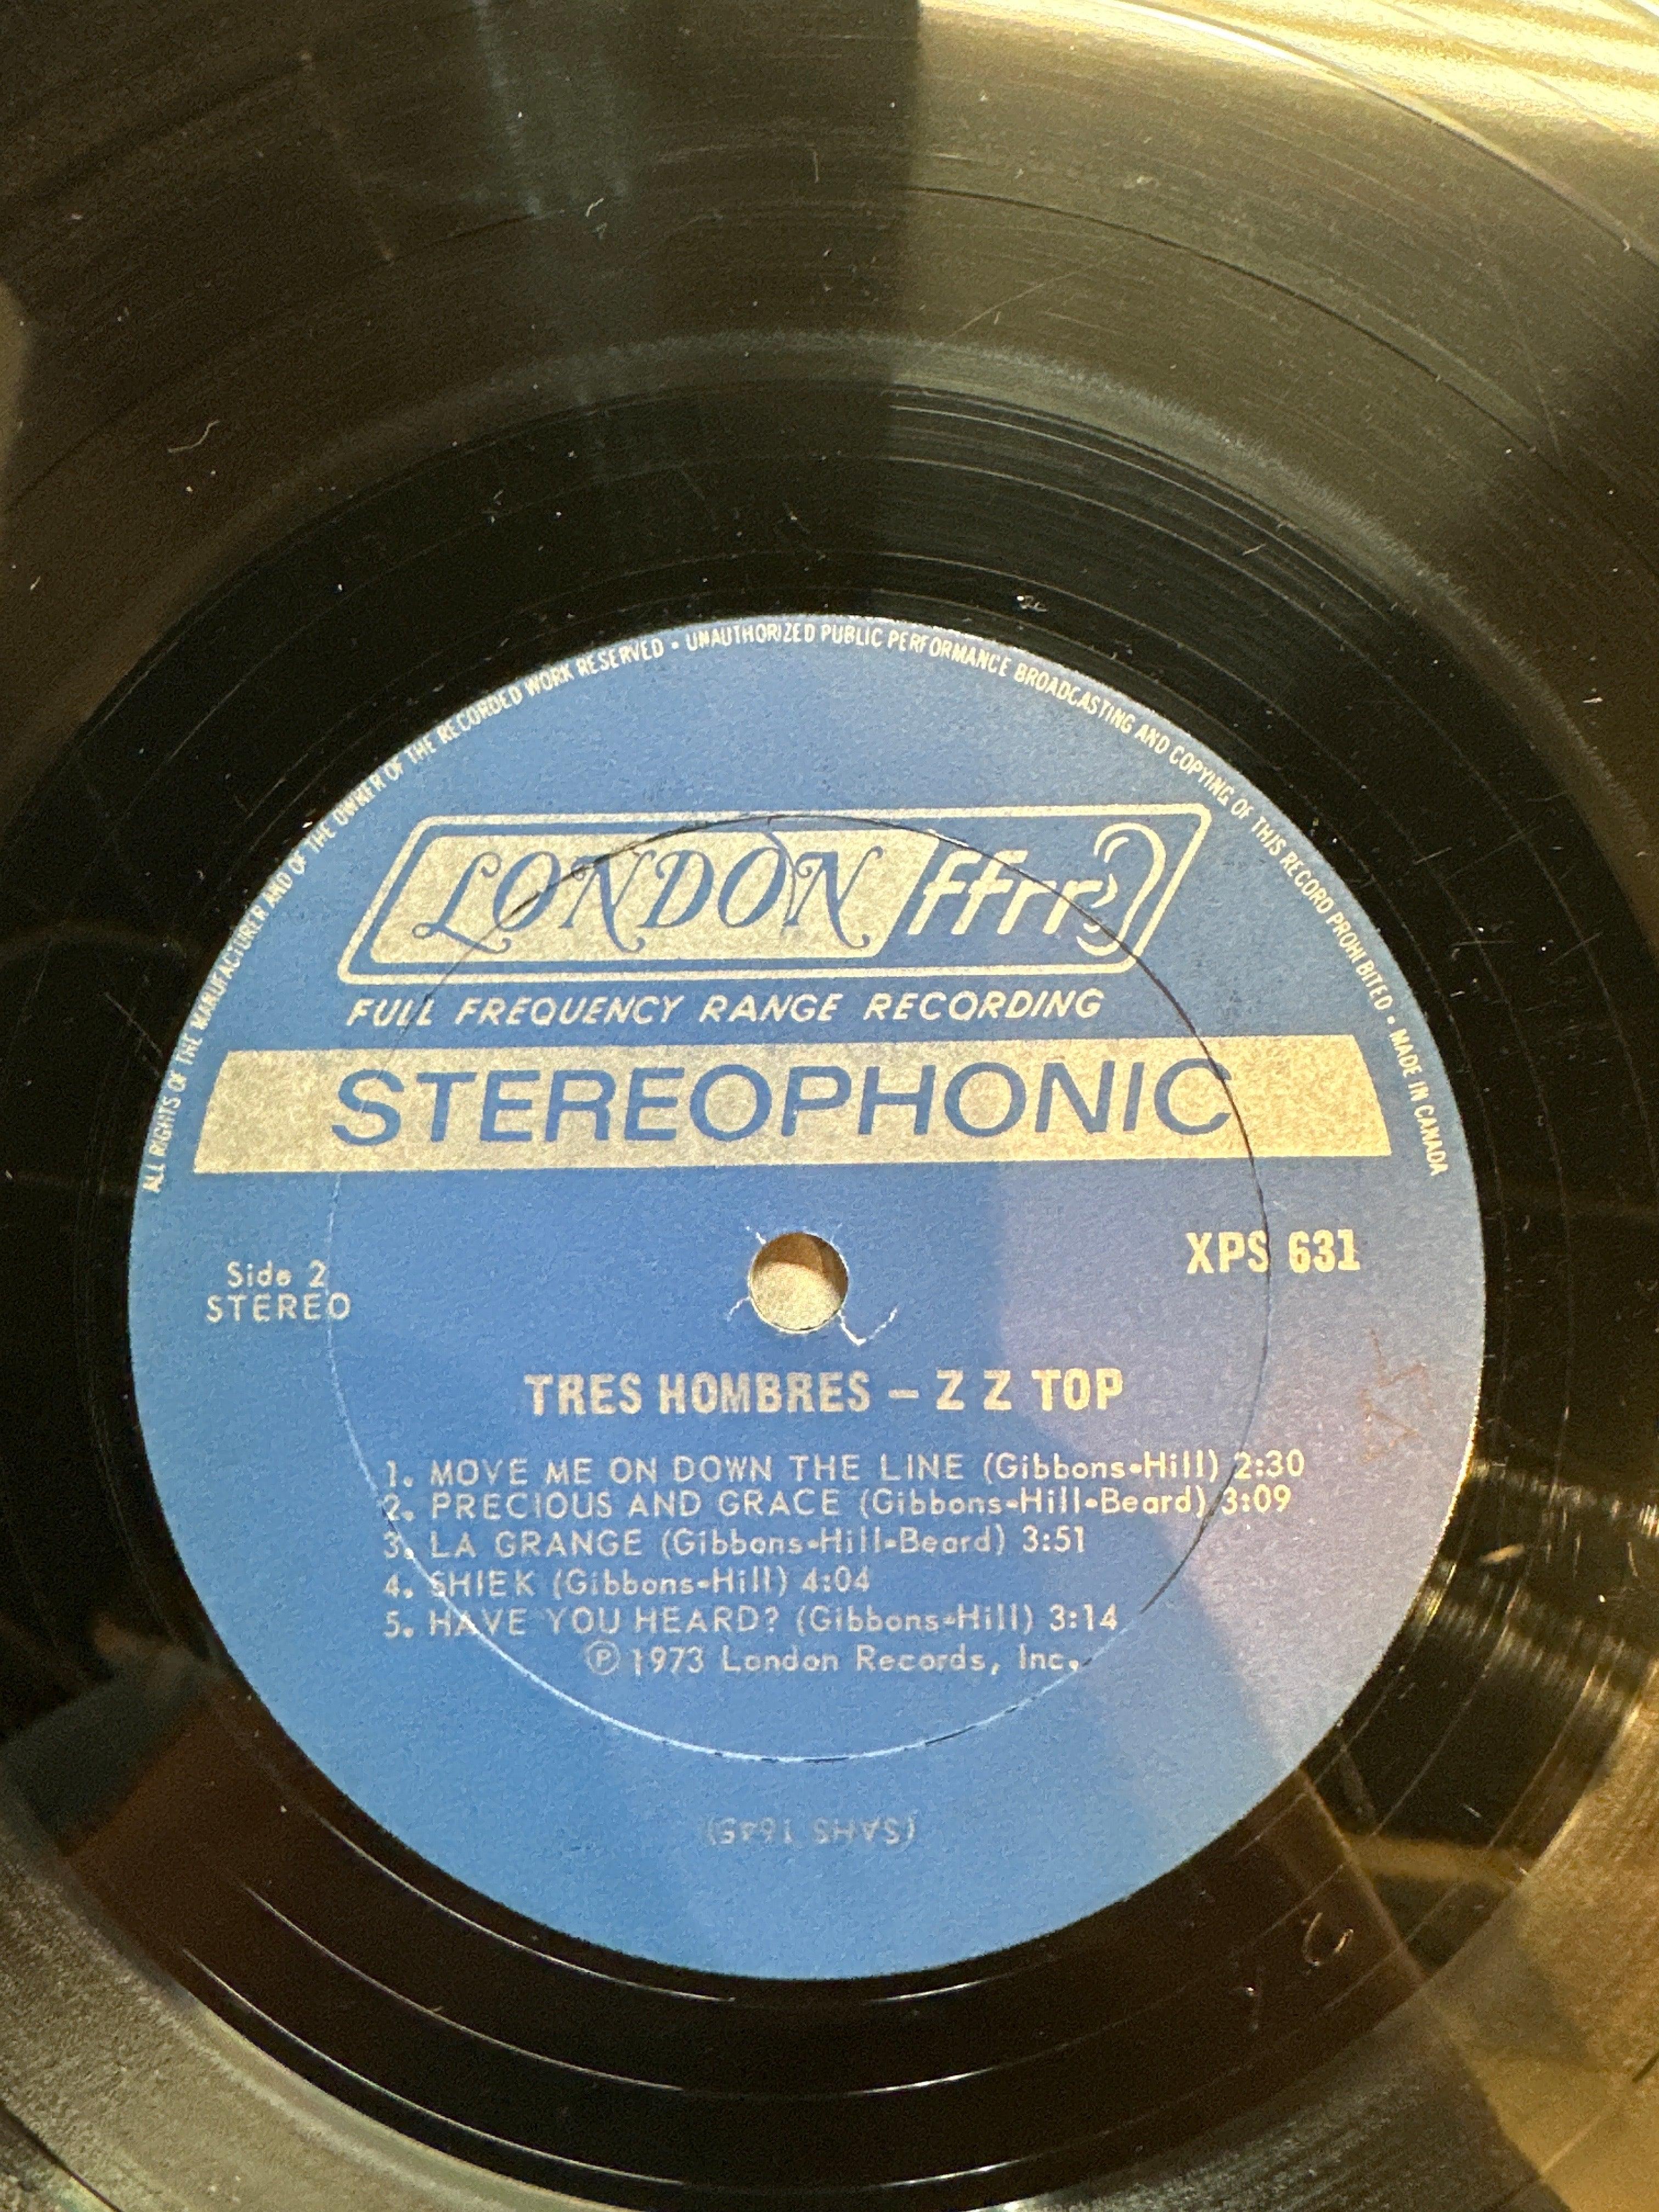 ALL RIGHTS OF THE MANUFACTURER AND OF THE OWNER OF THE RECORDED WORK RESERVED • UNAUTHORIZED PUBLIC PERFORMANCE BROADCASTING AND COPYING OF THIS RECORD PROHIBITED • MADE IN CANADA
LONDON ffrr
FULL FREQUENCY RANGE RECORDING
STEREOPHONIC
Side 2
STEREO
XPS 631
TRES HOMBRES – Z Z TOP
1. MOVE ME ON DOWN THE LINE (Gibbons-Hill) 2:30
2. PRECIOUS AND GRACE (Gibbons-Hill-Beard) 3:09
3. LA GRANGE (Gibbons-Hill-Beard) 3:51
4. SHIEK (Gibbons-Hill) 4:04
5. HAVE YOU HEARD? (Gibbons-Hill) 3:14
Ⓟ1973 London Records, Inc.
(SAHS 1645)